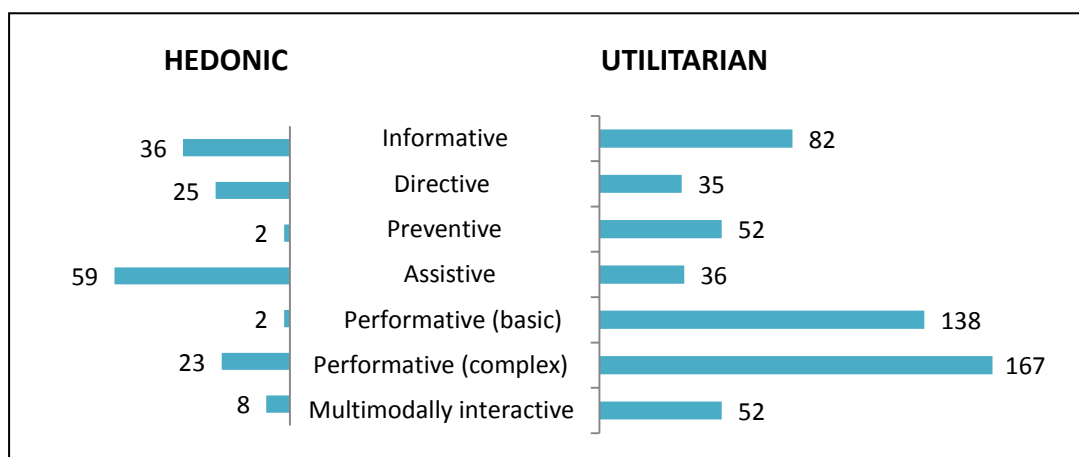 HEDONIC UTILITARIAN
36 Informative 82
25 Directive 35
2 Preventive 52
59 Assistive 36
2 Performative (basic) 138
23 Performative (complex) 167
8 Multimodally interactive 52